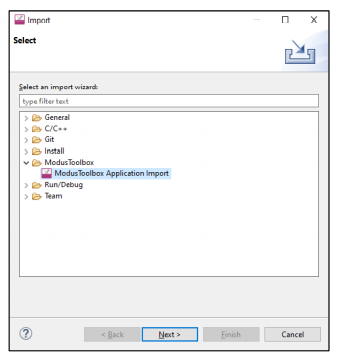 Import
Select
Select an import wizard:
type filter text
General
C/C++
Git
Install
ModusToolbox
ModusToolbox Application Import
Run/Debug
Team
?
< Back
Next >
Finish
Cancel